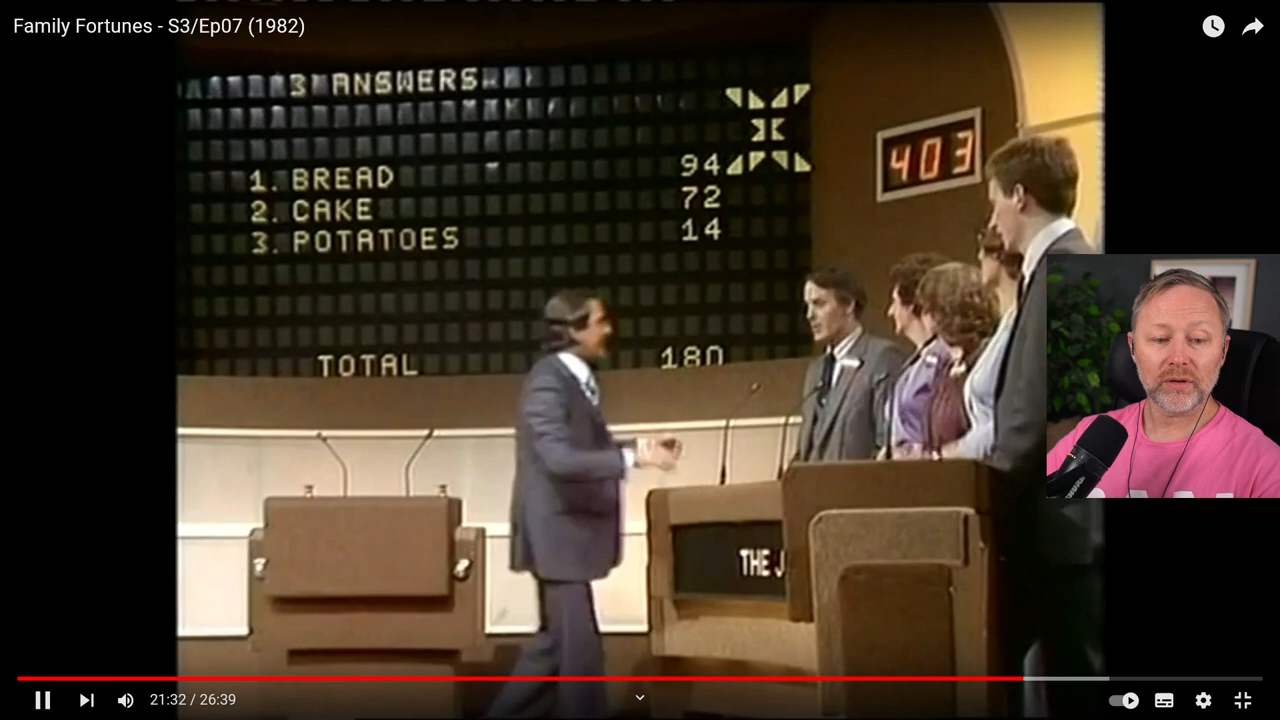 Family Fortunes - S3/Ep07 (1982)
3 ANSWERS..
1. BREAD 94
2. CAKE 72
3. POTATOES 14
TOTAL 180
403
THE J
21:32 / 26:39